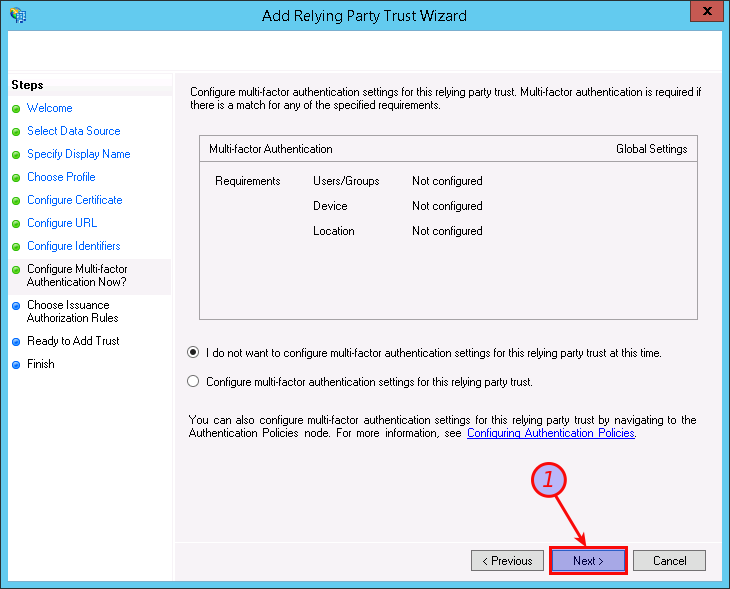 Add Relying Party Trust Wizard
x
Steps
Welcome
Select Data Source
Specify Display Name
Choose Profile
Configure Certificate
Configure URL
Configure Identifiers
Configure Multi-factor
Authentication Now?
Choose Issuance
Authorization Rules
Ready to Add Trust
Finish
Configure multi-factor authentication settings for this relying party trust. Multi-factor authentication is required if
there is a match for any of the specified requirements.
Multi-factor Authentication Global Settings
Requirements Users/Groups Not configured
Device Not configured
Location Not configured
I do not want to configure multi-factor authentication settings for this relying party trust at this time.
Configure multi-factor authentication settings for this relying party trust.
You can also configure multi-factor authentication settings for this relying party trust by navigating to the
Authentication Policies node. For more information, see Configuring Authentication Policies.
1
< Previous Next > Cancel